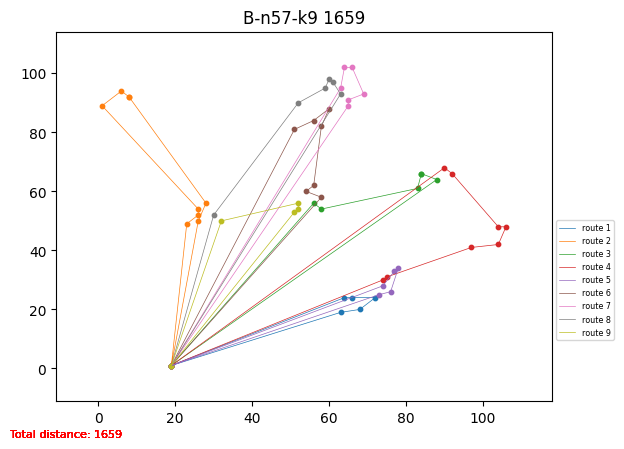 B-n57-k9 1659
100
80
60
40
20
0
0 20 40 60 80 100
route 1
route 2
route 3
route 4
route 5
route 6
route 7
route 8
route 9
Total distance: 1659